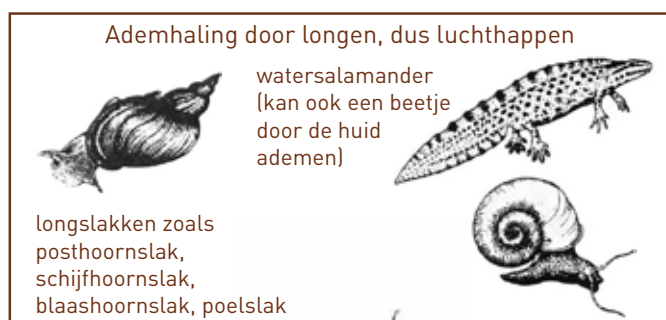 Ademhaling door longen, dus luchthappen
watersalamander
(kan ook een beetje
door de huid
ademen)
longslakken zoals
posthoornslak,
schijfhoornslak,
blaashoornslak, poelslak